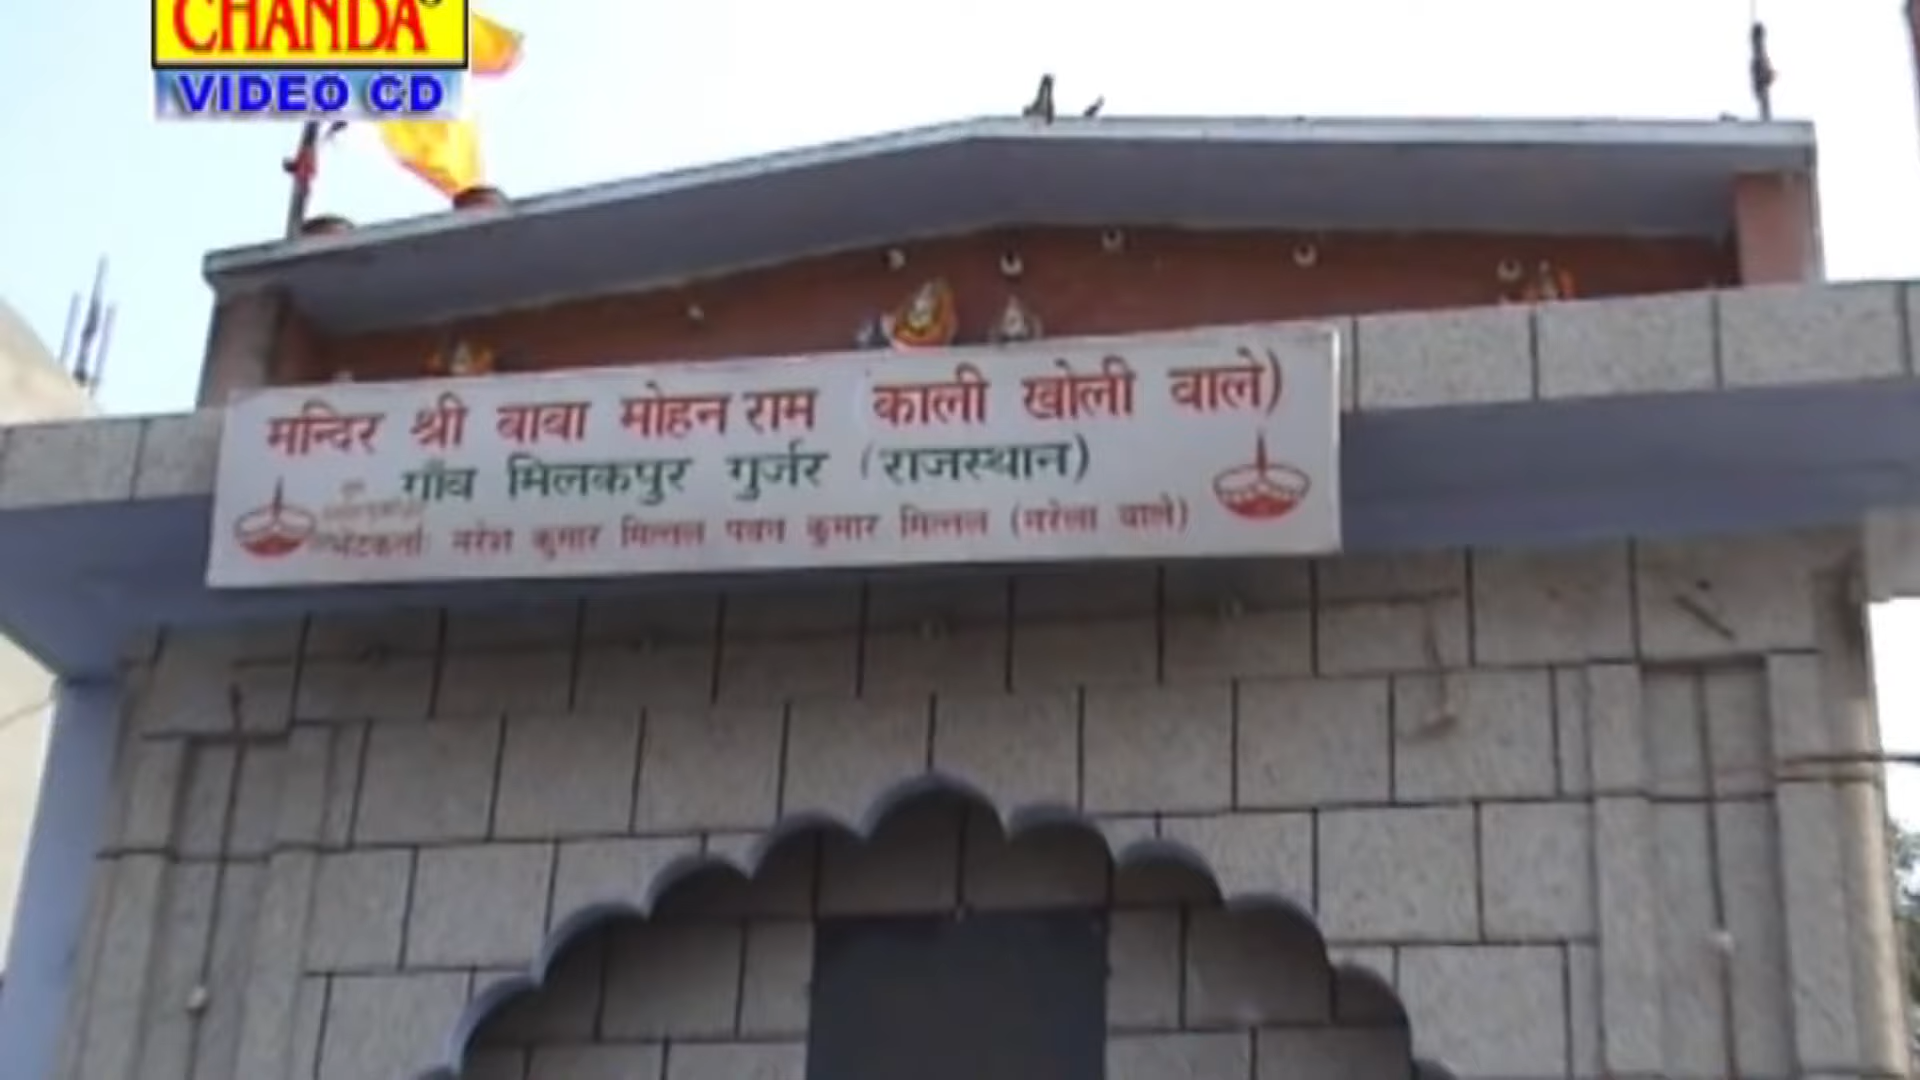 CHANDA
VIDEO CD
मन्दिर श्री बाबा मोहन राम काली खोली वाले)
गाँव मिलकपुर गुर्जर (राजस्थान)
भेंटकर्ता: नरेश कुमार मित्तल पवन कुमार मित्तल (नरेला वाले)